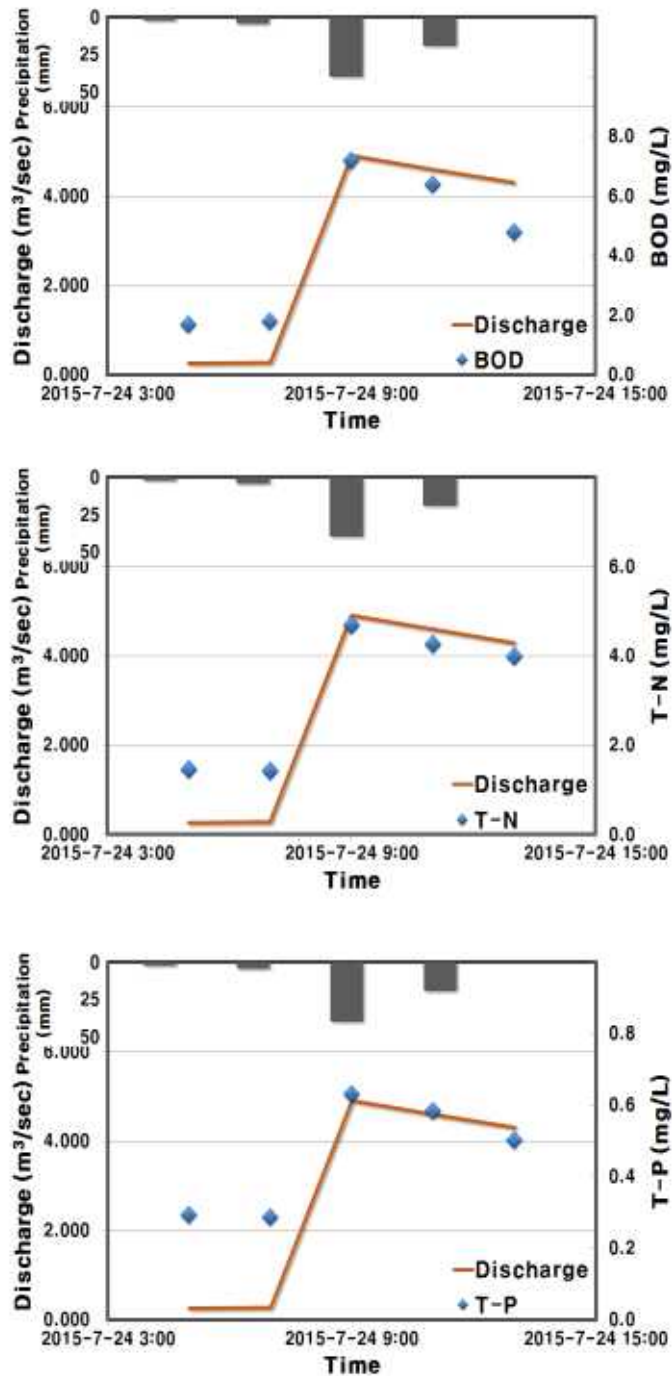 0
25
50
Precipitation
(mm)
6.000
4.000
2.000
0.000
Discharge (m³/sec)
8.0
6.0
4.0
2.0
0.0
BOD (mg/L)
Discharge
BOD
2015-7-24 3:00
2015-7-24 9:00
2015-7-24 15:00
Time
0
25
50
Precipitation
(mm)
6.000
4.000
2.000
0.000
Discharge (m³/sec)
6.0
4.0
2.0
0.0
T-N (mg/L)
Discharge
T-N
2015-7-24 3:00
2015-7-24 9:00
2015-7-24 15:00
Time
0
25
50
Precipitation
(mm)
6.000
4.000
2.000
0.000
Discharge (m³/sec)
0.8
0.6
0.4
0.2
0.0
T-P (mg/L)
Discharge
T-P
2015-7-24 3:00
2015-7-24 9:00
2015-7-24 15:00
Time